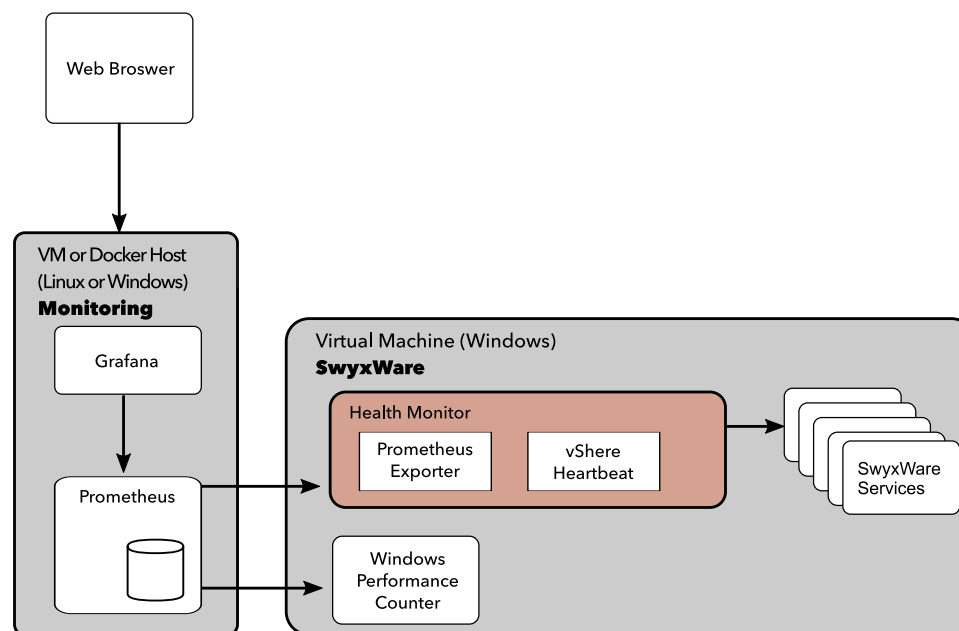 Web Broswer
VM or Docker Host
(Linux or Windows)
Monitoring
Grafana
Prometheus
Virtual Machine (Windows)
SwyxWare
Health Monitor
Prometheus
Exporter
vShere
Heartbeat
SwyxWare
Services
Windows
Performance
Counter